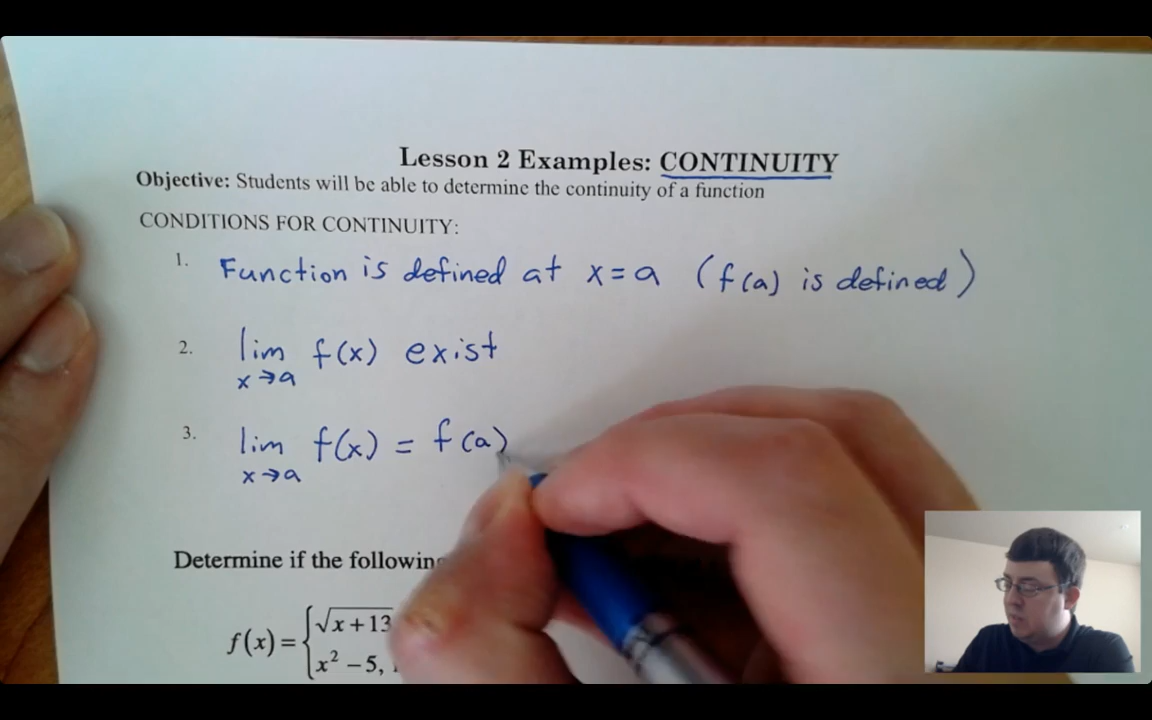 Lesson 2 Examples: CONTINUITY
Objective: Students will be able to determine the continuity of a function
CONDITIONS FOR CONTINUITY:
1. Function is defined at x=a (f(a) is defined)
2. lim f(x) exist
x→a
3. lim f(x) = f(a)
x→a
Determine if the following
f(x)= { √x+13
x² −5,